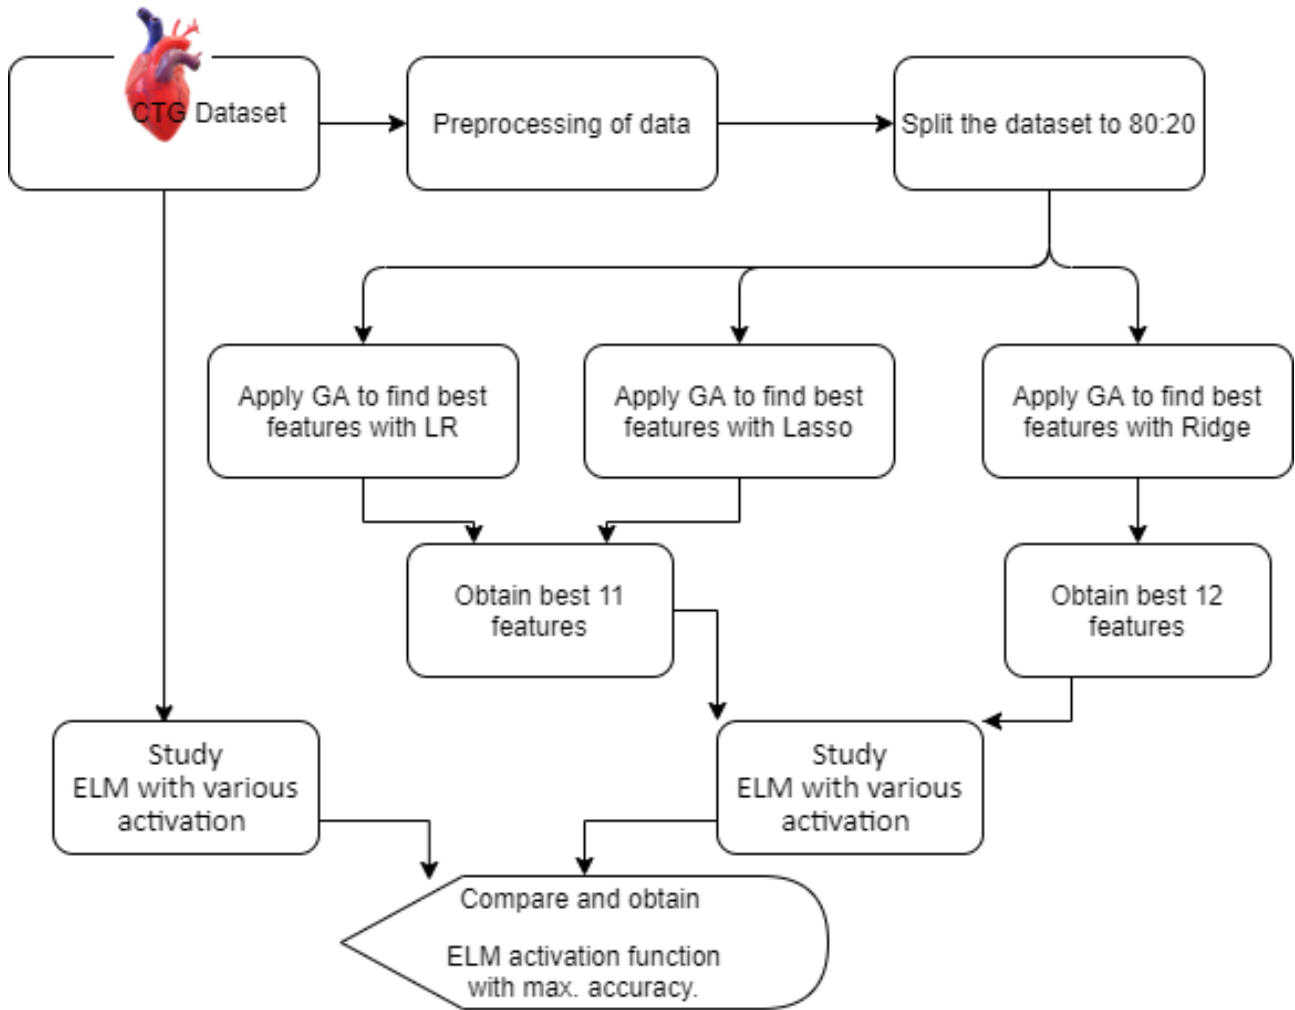 CTG Dataset
Preprocessing of data
Split the dataset to 80:20
Apply GA to find best
features with LR
Apply GA to find best
features with Lasso
Apply GA to find best
features with Ridge
Obtain best 11
features
Obtain best 12
features
Study
ELM with various
activation
Study
ELM with various
activation
Compare and obtain
ELM activation function
with max. accuracy.